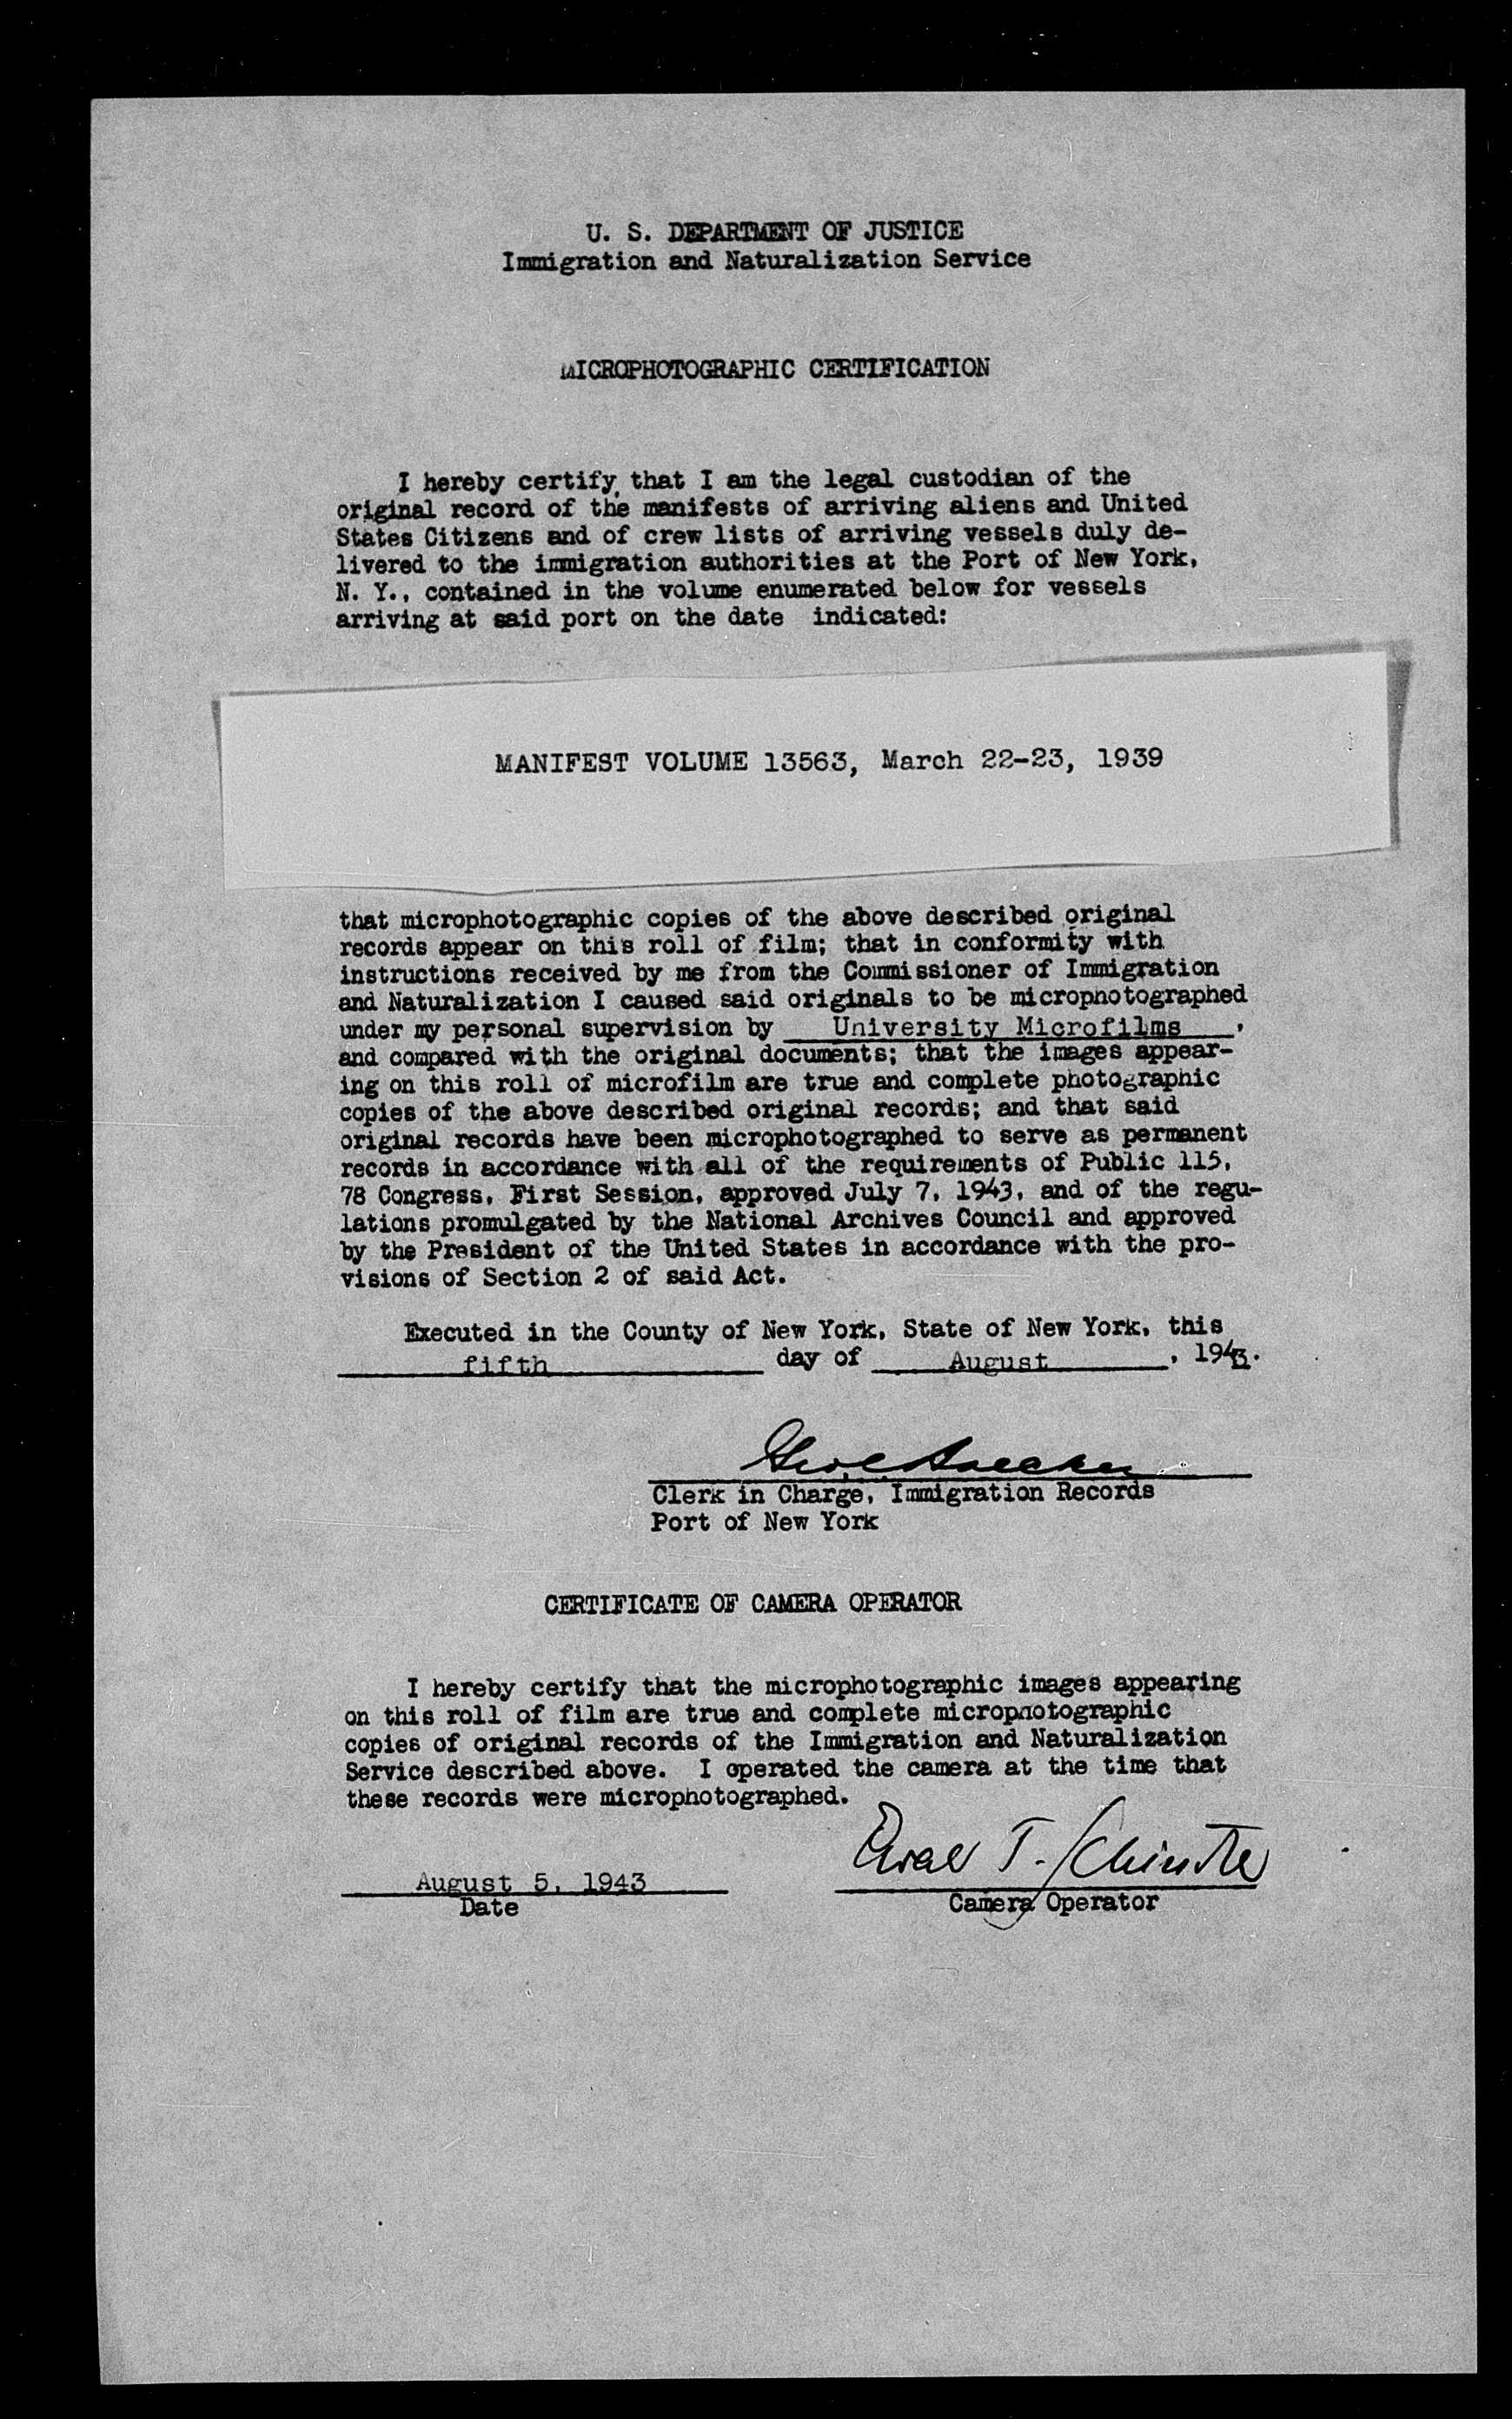 U. S. DEPARTMENT OF JUSTICE
Immigration and Naturalization Service
MICROPHOTOGRAPHIC CERTIFICATION
I hereby certify that I am the legal custodian of the
original record of the manifests of arriving aliens and United
States Citizens and of crew lists of arriving vessels duly de-
livered to the immigration authorities at the Port of New York,
N. Y., contained in the volume enumerated below for vessels
arriving at said port on the date indicated:
MANIFEST VOLUME 13563, March 22-23, 1939
that microphotographic copies of the above described original
records appear on this roll of film; that in conformity with
instructions received by me from the Commissioner of Immigration
and Naturalization I caused said originals to be microphotographed
under my personal supervision by University Microfilms,
and compared with the original documents; that the images appear-
ing on this roll of microfilm are true and complete photographic
copies of the above described original records; and that said
original records have been microphotographed to serve as permanent
records in accordance with all of the requirements of Public 115,
78 Congress, First Session, approved July 7, 1943, and of the regu-
lations promulgated by the National Archives Council and approved
by the President of the United States in accordance with the pro-
visions of Section 2 of said Act.
Executed in the County of New York, State of New York, this
fifth day of August, 1943.
Clerk in Charge, Immigration Records
Port of New York
CERTIFICATE OF CAMERA OPERATOR
I hereby certify that the microphotographic images appearing
on this roll of film are true and complete microphotographic
copies of original records of the Immigration and Naturalization
Service described above. I operated the camera at the time that
these records were microphotographed.
T.
August 5, 1943
Date
Camera Operator